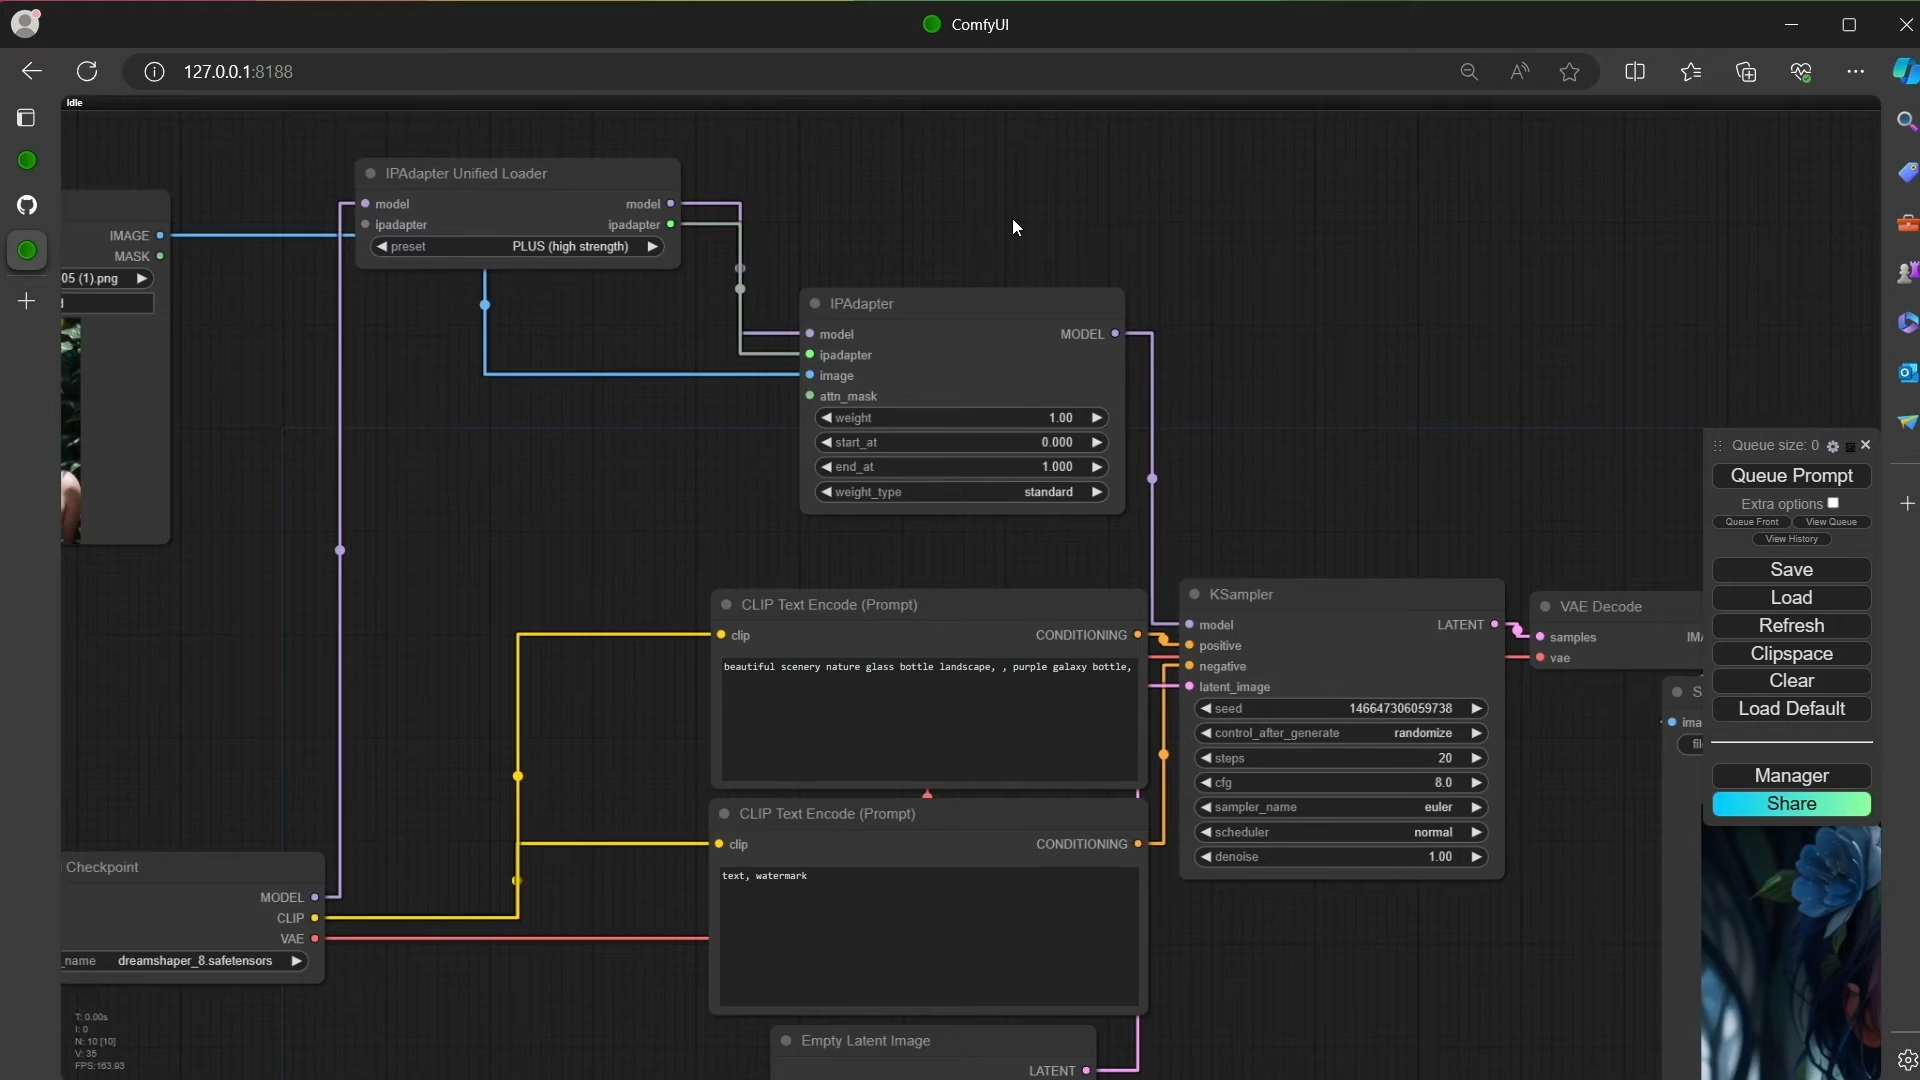 ComfyUI
127.0.0.1:8188
Idle
IPAdapter Unified Loader
model
model
ipadapter
ipadapter
preset
PLUS (high strength)
IMAGE
MASK
05 (1).png
IPAdapter
model
MODEL
ipadapter
image
attn_mask
weight
1.00
start_at
0.000
end_at
1.000
weight_type
standard
Queue size: 0
Queue Prompt
Extra options
Queue Front
View Queue
View History
Save
Load
Refresh
Clipspace
Clear
Load Default
Manager
Share
CLIP Text Encode (Prompt)
clip
CONDITIONING
beautiful scenery nature glass bottle landscape, , purple galaxy bottle,
KSampler
model
LATENT
positive
negative
latent_image
seed
146647306059738
control_after_generate
randomize
steps
20
cfg
8.0
sampler_name
euler
scheduler
normal
denoise
1.00
VAE Decode
samples
IMA
vae
S
ima
file
CLIP Text Encode (Prompt)
clip
CONDITIONING
text, watermark
Checkpoint
MODEL
CLIP
VAE
_name
dreamshaper_8.safetensors
Empty Latent Image
LATENT
T: 0.00s
I: 0
N: 10 [10]
V: 35
FPS:163.93